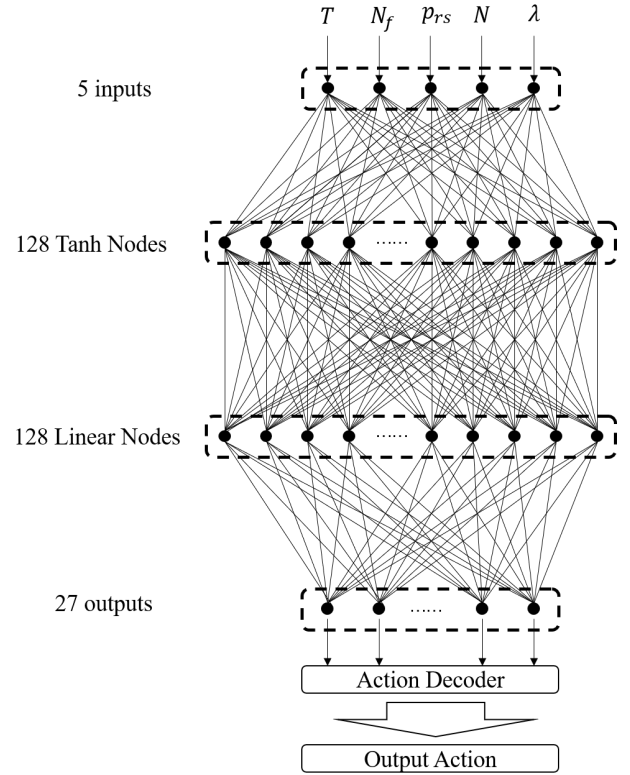 T N_f p_rs N λ
5 inputs
128 Tanh Nodes
......
128 Linear Nodes
......
27 outputs
......
Action Decoder
Output Action